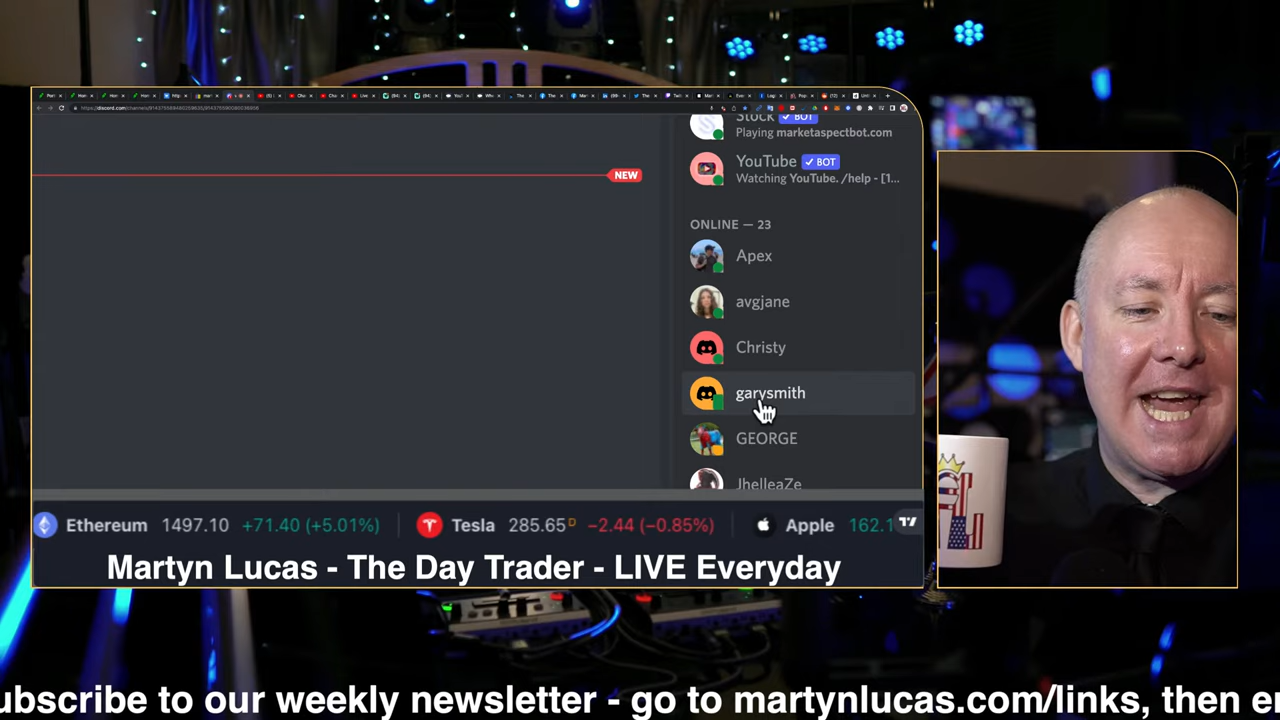 Stock ✓ BOT
Playing marketaspectbot.com
YouTube ✓ BOT
Watching YouTube. /help - [1...
NEW
ONLINE — 23
Apex
avgjane
Christy
garysmith
GEORGE
JhelleaZe
Ethereum 1497.10 +71.40 (+5.01%) Tesla 285.65D −2.44 (−0.85%) Apple 162.1
Martyn Lucas - The Day Trader - LIVE Everyday
ubscribe to our weekly newsletter - go to martynlucas.com/links, then en